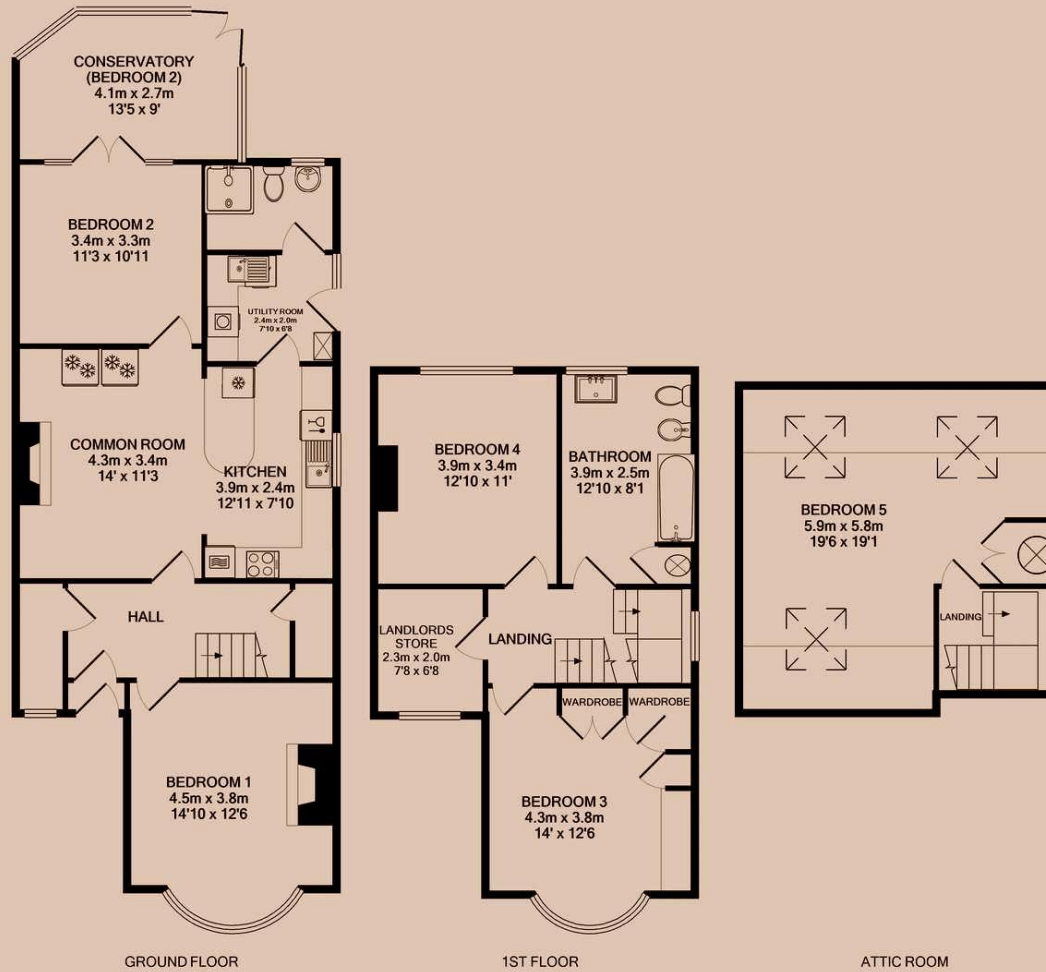 CONSERVATORY
(BEDROOM 2)
4.1m x 2.7m
13'5 x 9'
BEDROOM 2
3.4m x 3.3m
11'3 x 10'11
UTILITY ROOM
2.4m x 2.0m
7'10 x 6'8
COMMON ROOM
4.3m x 3.4m
14' x 11'3
KITCHEN
3.9m x 2.4m
12'11 x 7'10
HALL
BEDROOM 1
4.5m x 3.8m
14'10 x 12'6
GROUND FLOOR
BEDROOM 4
3.9m x 3.4m
12'10 x 11'
BATHROOM
3.9m x 2.5m
12'10 x 8'1
LANDLORDS
STORE
2.3m x 2.0m
7'8 x 6'8
LANDING
WARDROBE
WARDROBE
BEDROOM 3
4.3m x 3.8m
14' x 12'6
1ST FLOOR
BEDROOM 5
5.9m x 5.8m
19'6 x 19'1
LANDING
ATTIC ROOM